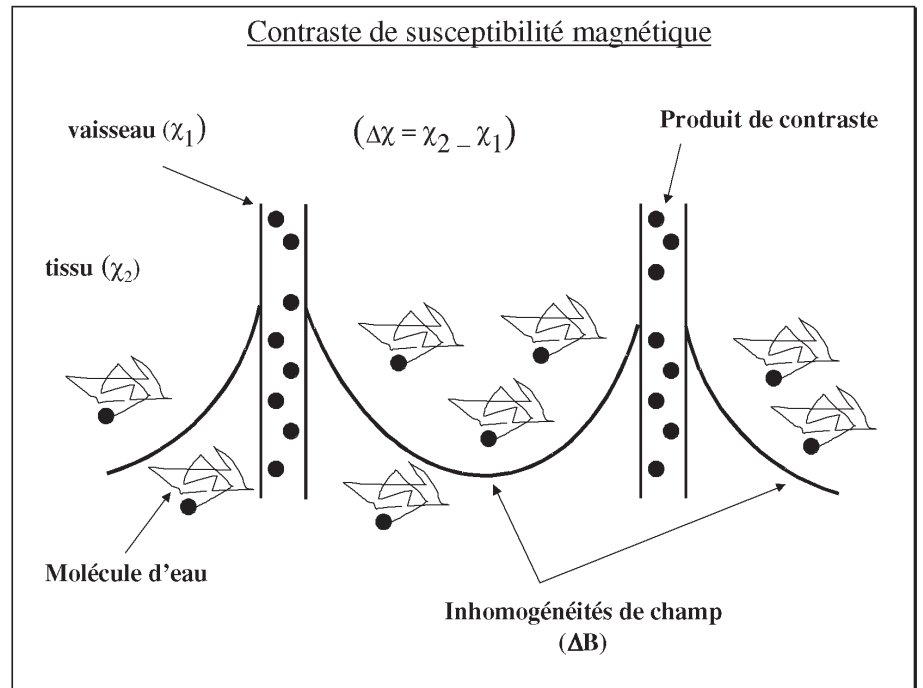 Contraste de susceptibilité magnétique
vaisseau (χ₁)
(Δχ = χ₂ – χ₁)
Produit de contraste
tissu (χ₂)
Molécule d'eau
Inhomogénéités de champ
(ΔB)